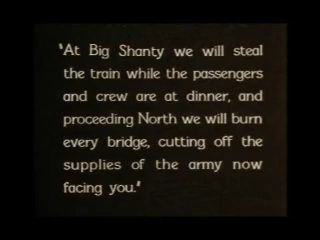 "At Big Shanty we will steal
the train while the passengers
and crew are at dinner, and
proceeding North we will burn
every bridge, cutting off the
supplies of the army now
facing you."